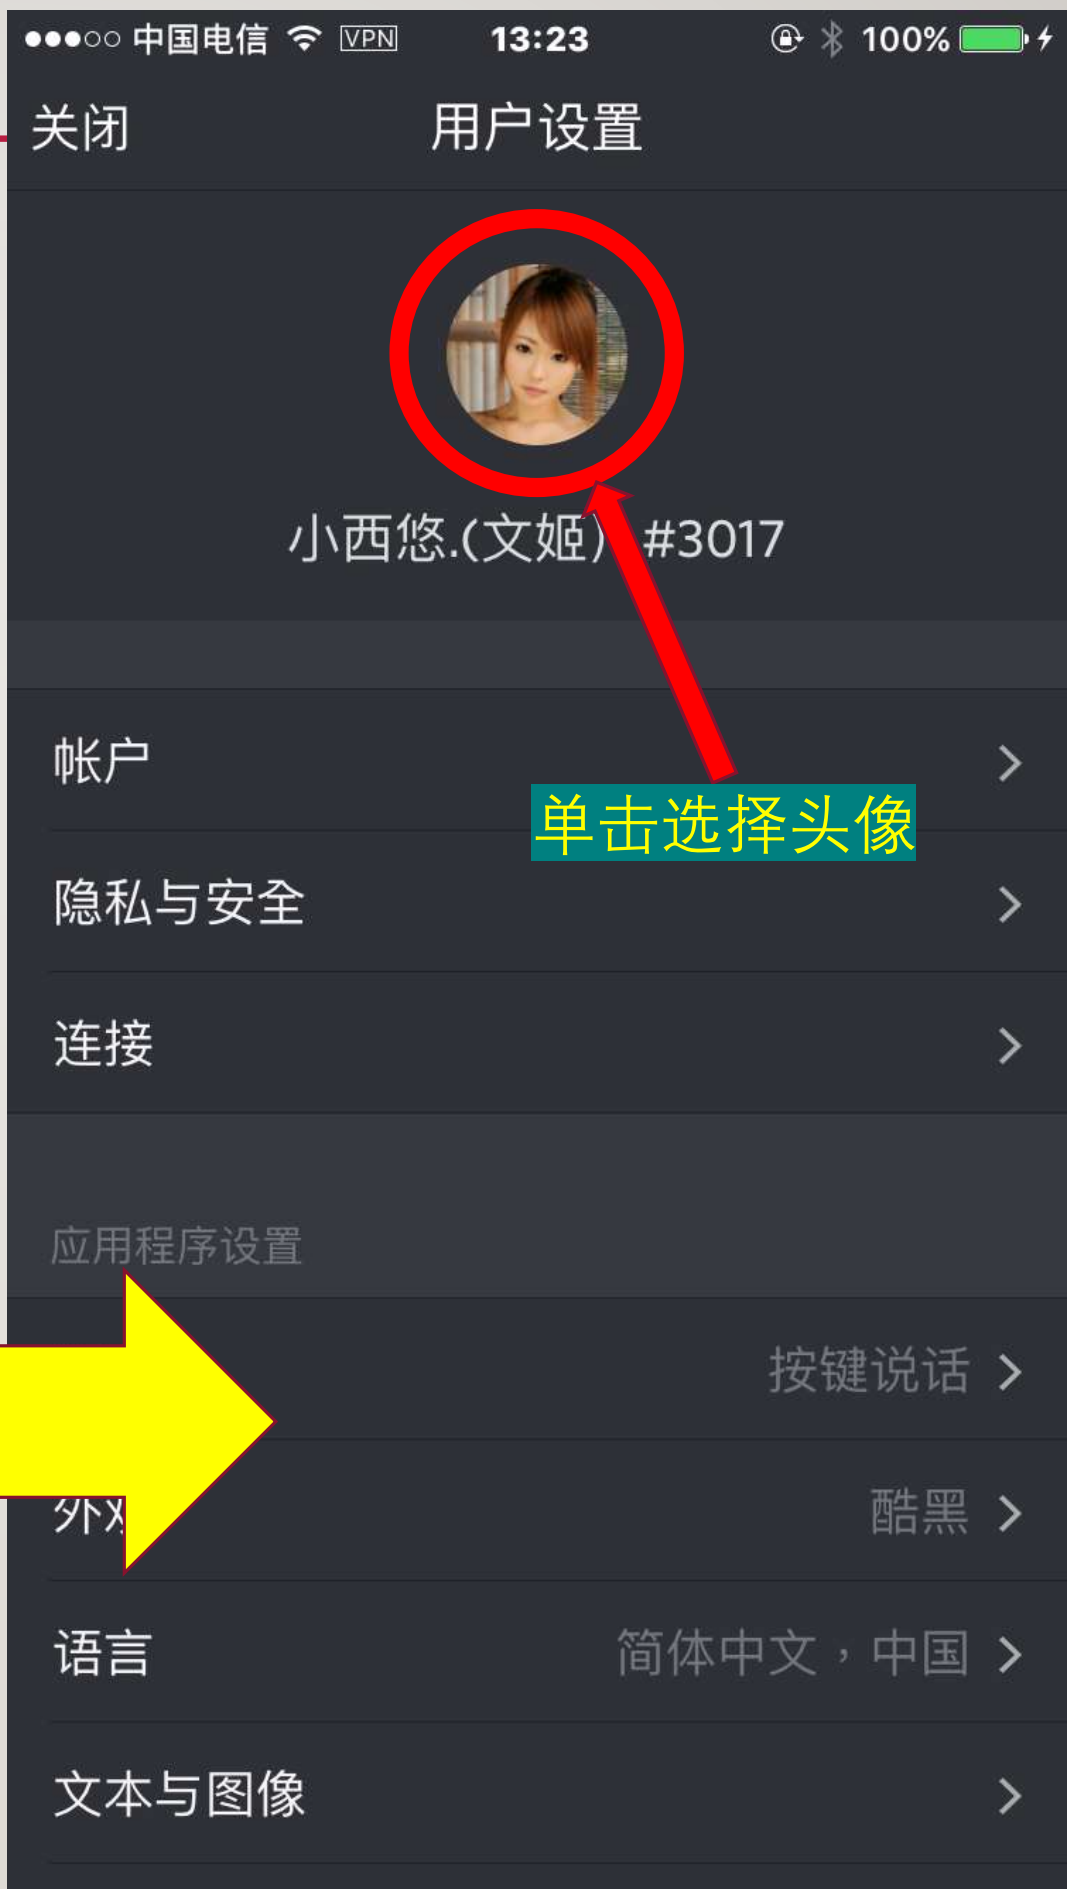 中国电信 VPN 13:23 100%
关闭 用户设置
小西悠.(文姬) #3017
帐户
单击选择头像
隐私与安全
连接
应用程序设置
按键说话
外 酷黑
语言 简体中文，中国
文本与图像